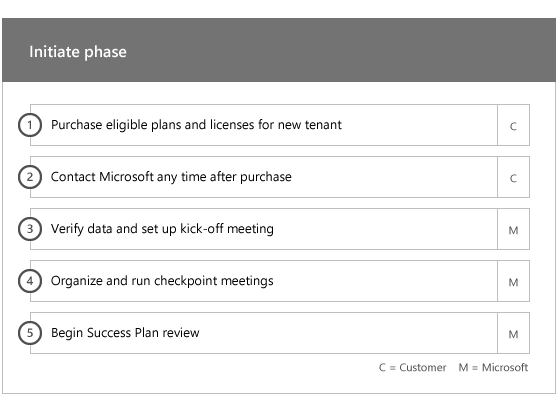 Initiate phase
1 Purchase eligible plans and licenses for new tenant C
2 Contact Microsoft any time after purchase C
3 Verify data and set up kick-off meeting M
4 Organize and run checkpoint meetings M
5 Begin Success Plan review M
C = Customer M = Microsoft